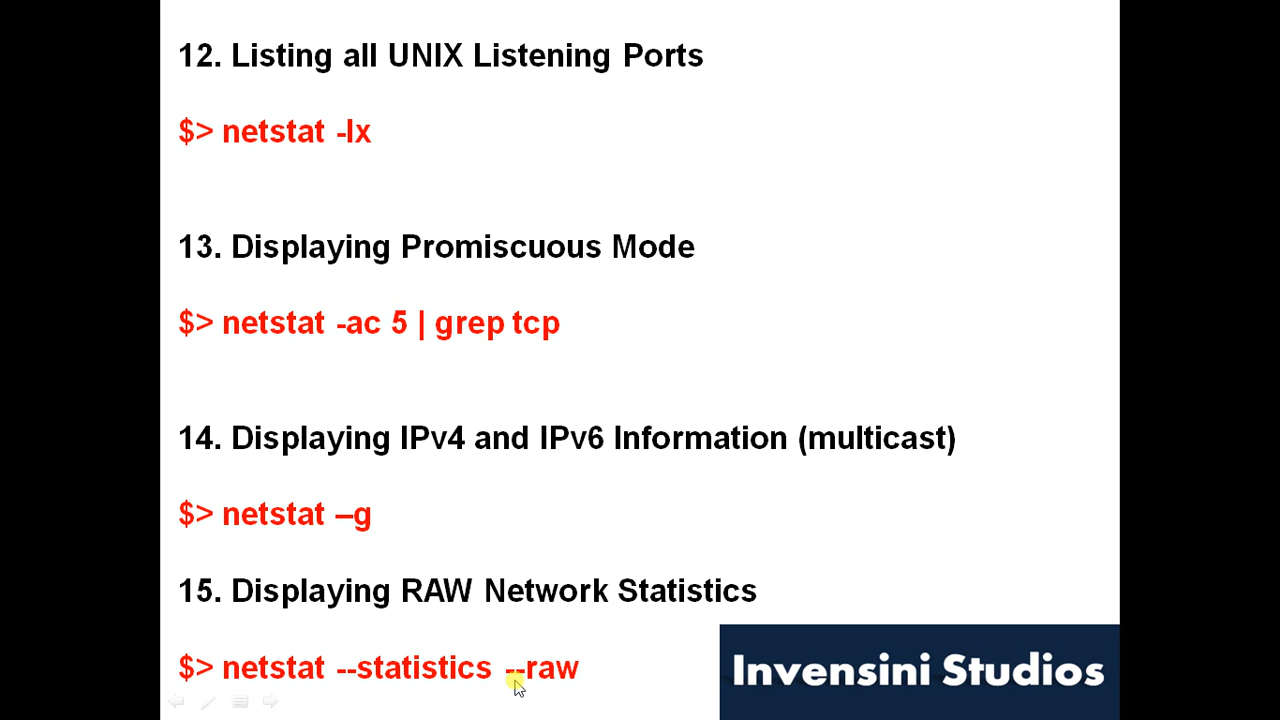 12. Listing all UNIX Listening Ports
$> netstat -lx
13. Displaying Promiscuous Mode
$> netstat -ac 5 | grep tcp
14. Displaying IPv4 and IPv6 Information (multicast)
$> netstat –g
15. Displaying RAW Network Statistics
$> netstat --statistics --raw
Invensini Studios